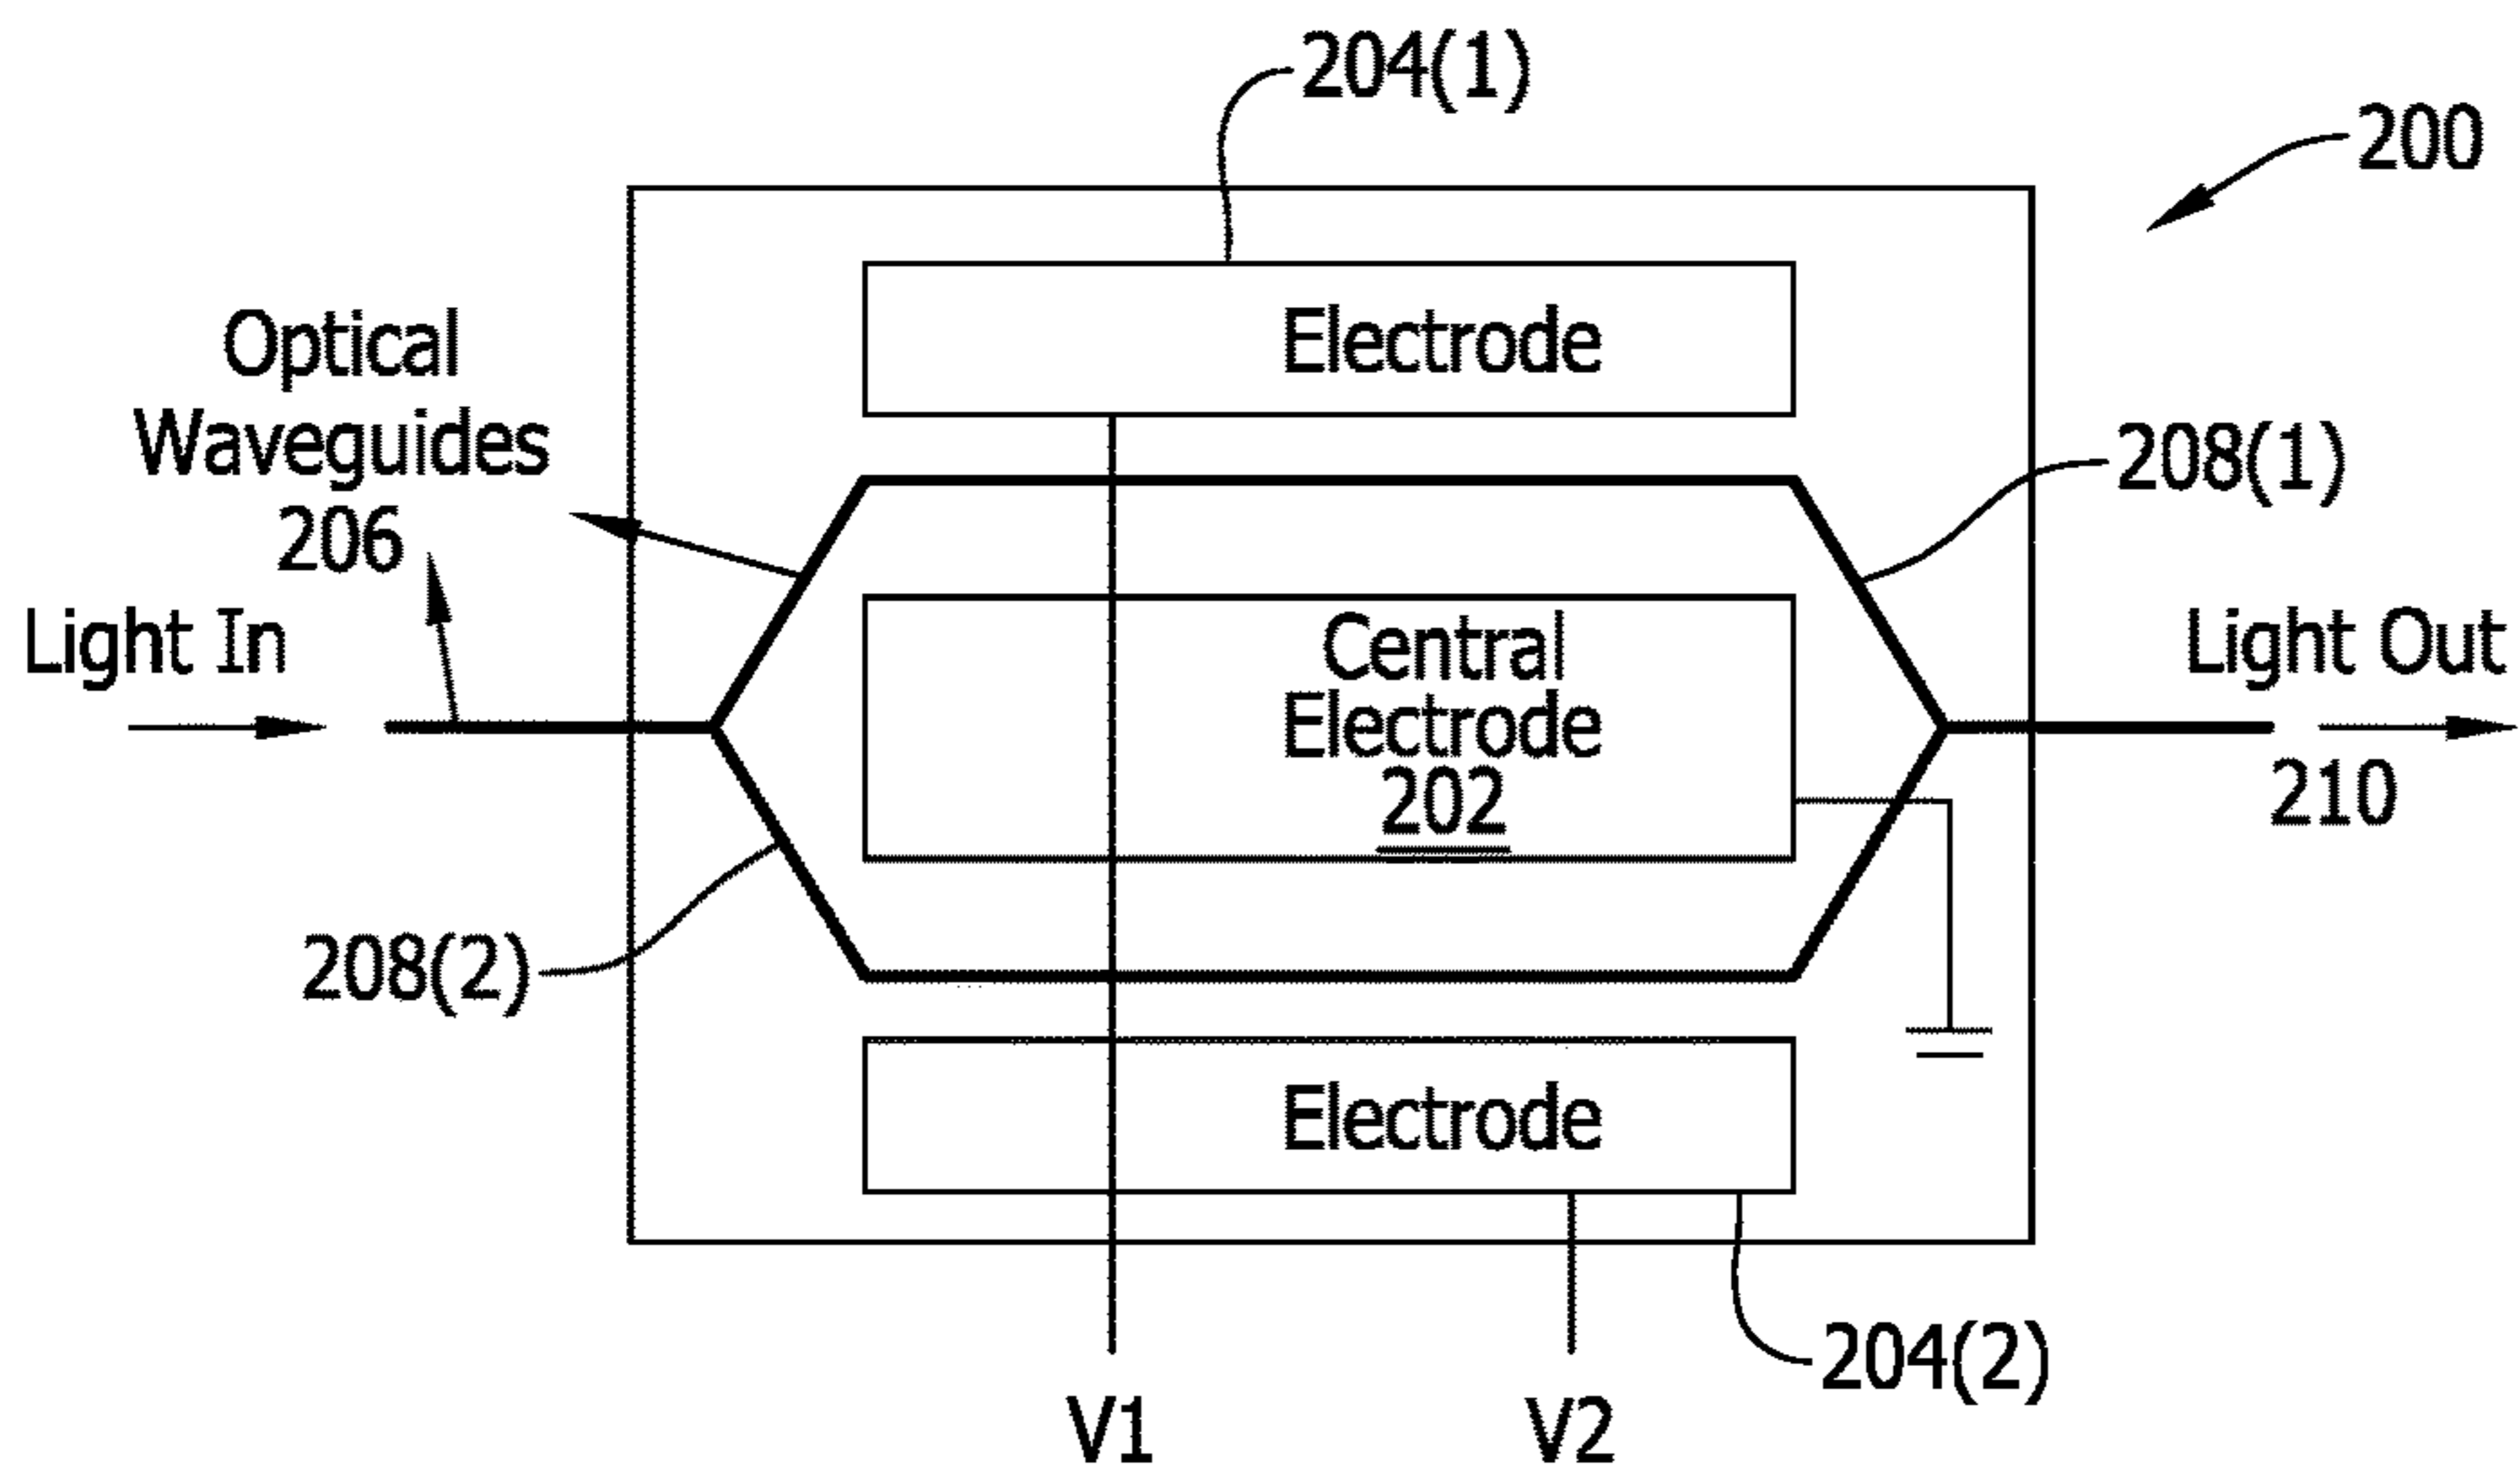 204(1)
200
Electrode
Optical
Waveguides
206
208(1)
Light In
Central
Electrode
202
Light Out
210
208(2)
Electrode
204(2)
V1
V2